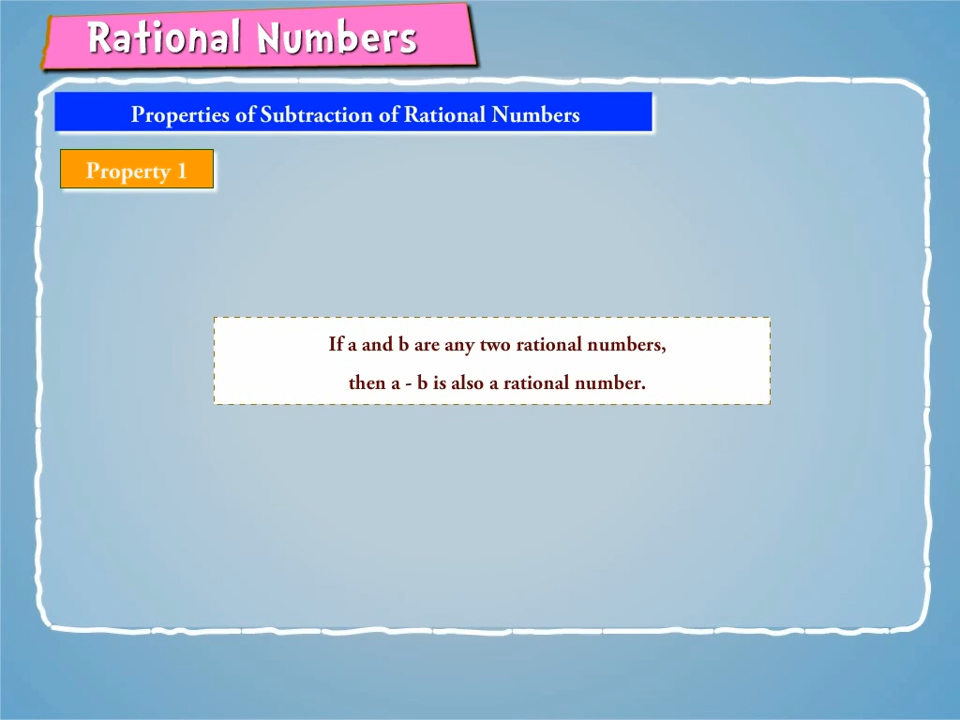 Rational Numbers
Properties of Subtraction of Rational Numbers
Property 1
If a and b are any two rational numbers,
then a - b is also a rational number.